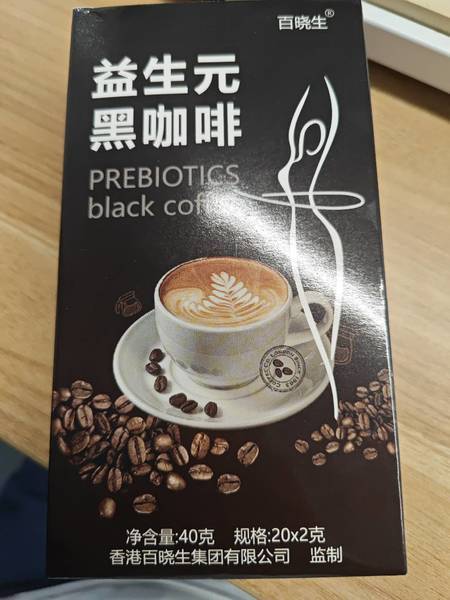 百晓生®
益生元
黑咖啡
PREBIOTICS
black coffee
净含量:40克 规格:20x2克
香港百晓生集团有限公司 监制